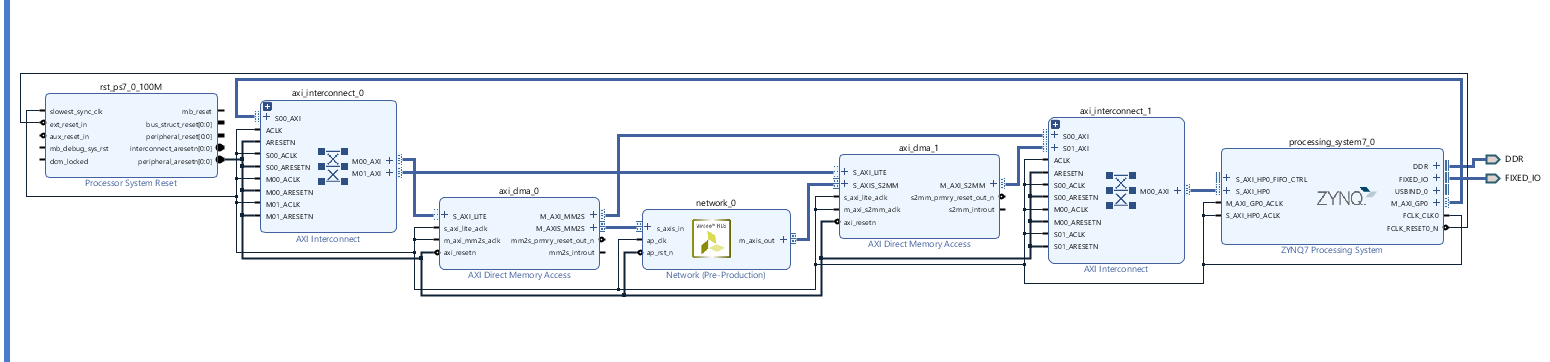 rst_ps7_0_100M
slowest_sync_clk
mb_reset
ext_reset_in
bus_struct_reset[0:0]
aux_reset_in
peripheral_reset[0:0]
mb_debug_sys_rst
interconnect_aresetn[0:0]
dcm_locked
peripheral_aresetn[0:0]
Processor System Reset
axi_interconnect_0
S00_AXI
ACLK
ARESETN
S00_ACLK
S00_ARESETN
M00_ACLK
M00_ARESETN
M01_ACLK
M01_ARESETN
M00_AXI
M01_AXI
AXI Interconnect
axi_dma_0
S_AXI_LITE
s_axi_lite_aclk
m_axi_mm2s_aclk
axi_resetn
M_AXI_MM2S
M_AXIS_MM2S
mm2s_prmry_reset_out_n
mm2s_introut
AXI Direct Memory Access
network_0
s_axis_in
ap_clk
ap_rst_n
Vivado™ HLS
m_axis_out
Network (Pre-Production)
axi_dma_1
S_AXI_LITE
S_AXIS_S2MM
s_axi_lite_aclk
m_axi_s2mm_aclk
axi_resetn
M_AXI_S2MM
s2mm_prmry_reset_out_n
s2mm_introut
AXI Direct Memory Access
axi_interconnect_1
S00_AXI
S01_AXI
ACLK
ARESETN
S00_ACLK
S00_ARESETN
M00_ACLK
M00_ARESETN
S01_ACLK
S01_ARESETN
M00_AXI
AXI Interconnect
processing_system7_0
S_AXI_HP0_FIFO_CTRL
S_AXI_HP0
M_AXI_GP0_ACLK
S_AXI_HP0_ACLK
ZYNQ
DDR
FIXED_IO
USBIND_0
M_AXI_GP0
FCLK_CLK0
FCLK_RESET0_N
ZYNQ7 Processing System
DDR
FIXED_IO